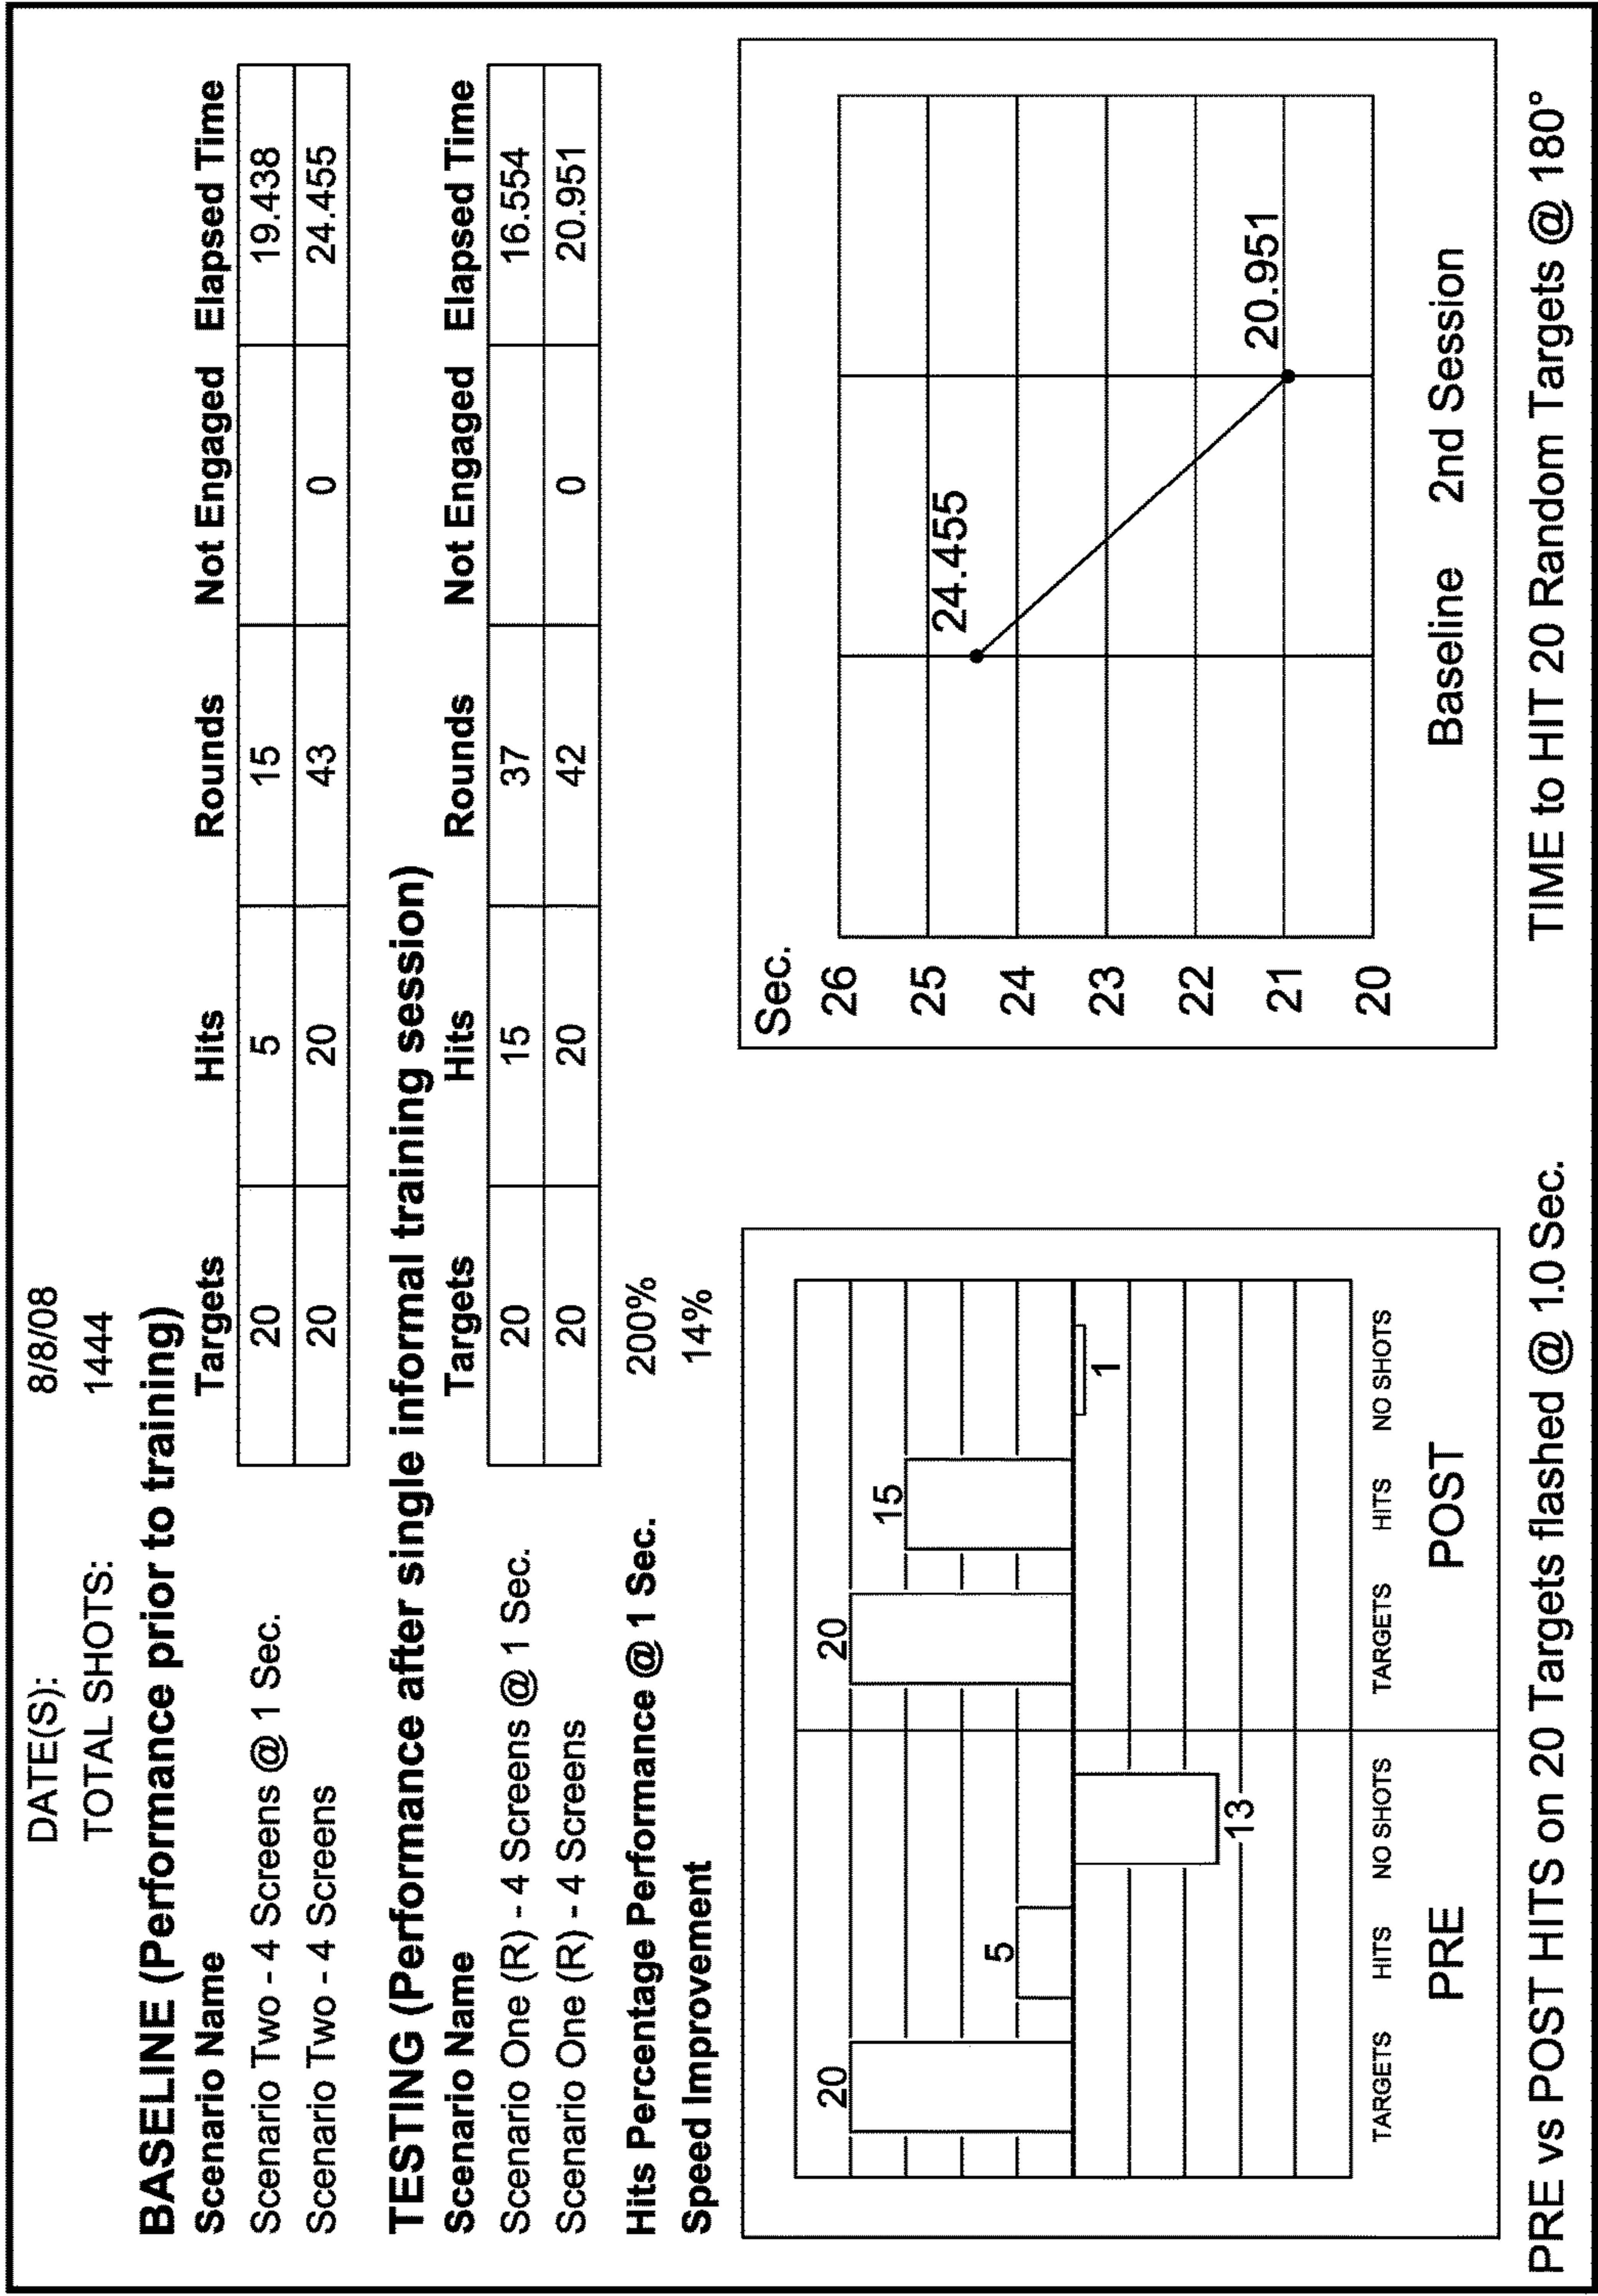 DATE(S): 8/8/08
TOTAL SHOTS: 1444
BASELINE (Performance prior to training)
Scenario Name Targets Hits Rounds Not Engaged Elapsed Time
Scenario Two - 4 Screens @ 1 Sec. 20 5 15 19.438
Scenario Two - 4 Screens 20 20 43 0 24.455
TESTING (Performance after single informal training session)
Scenario Name Targets Hits Rounds Not Engaged Elapsed Time
Scenario One (R) - 4 Screens @ 1 Sec. 20 15 37 16.554
Scenario One (R) - 4 Screens 20 20 42 0 20.951
Hits Percentage Performance @ 1 Sec. 200%
Speed Improvement 14%
20
5
13
20
15
1
TARGETS HITS NO SHOTS TARGETS HITS NO SHOTS
PRE POST
PRE vs POST HITS on 20 Targets flashed @ 1.0 Sec.
Sec.
26
25
24
23
22
21
20
24.455
20.951
Baseline 2nd Session
TIME to HIT 20 Random Targets @ 180°